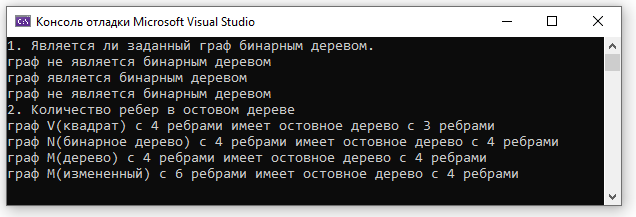 Консоль отладки Microsoft Visual Studio
1. Является ли заданный граф бинарным деревом.
граф не является бинарным деревом
граф является бинарным деревом
граф не является бинарным деревом
2. Количество ребер в остовом дереве
граф V(квадрат) с 4 ребрами имеет остовное дерево с 3 ребрами
граф N(бинарное дерево) с 4 ребрами имеет остовное дерево с 4 ребрами
граф M(дерево) с 4 ребрами имеет остовное дерево с 4 ребрами
граф M(измененный) с 6 ребрами имеет остовное дерево с 4 ребрами